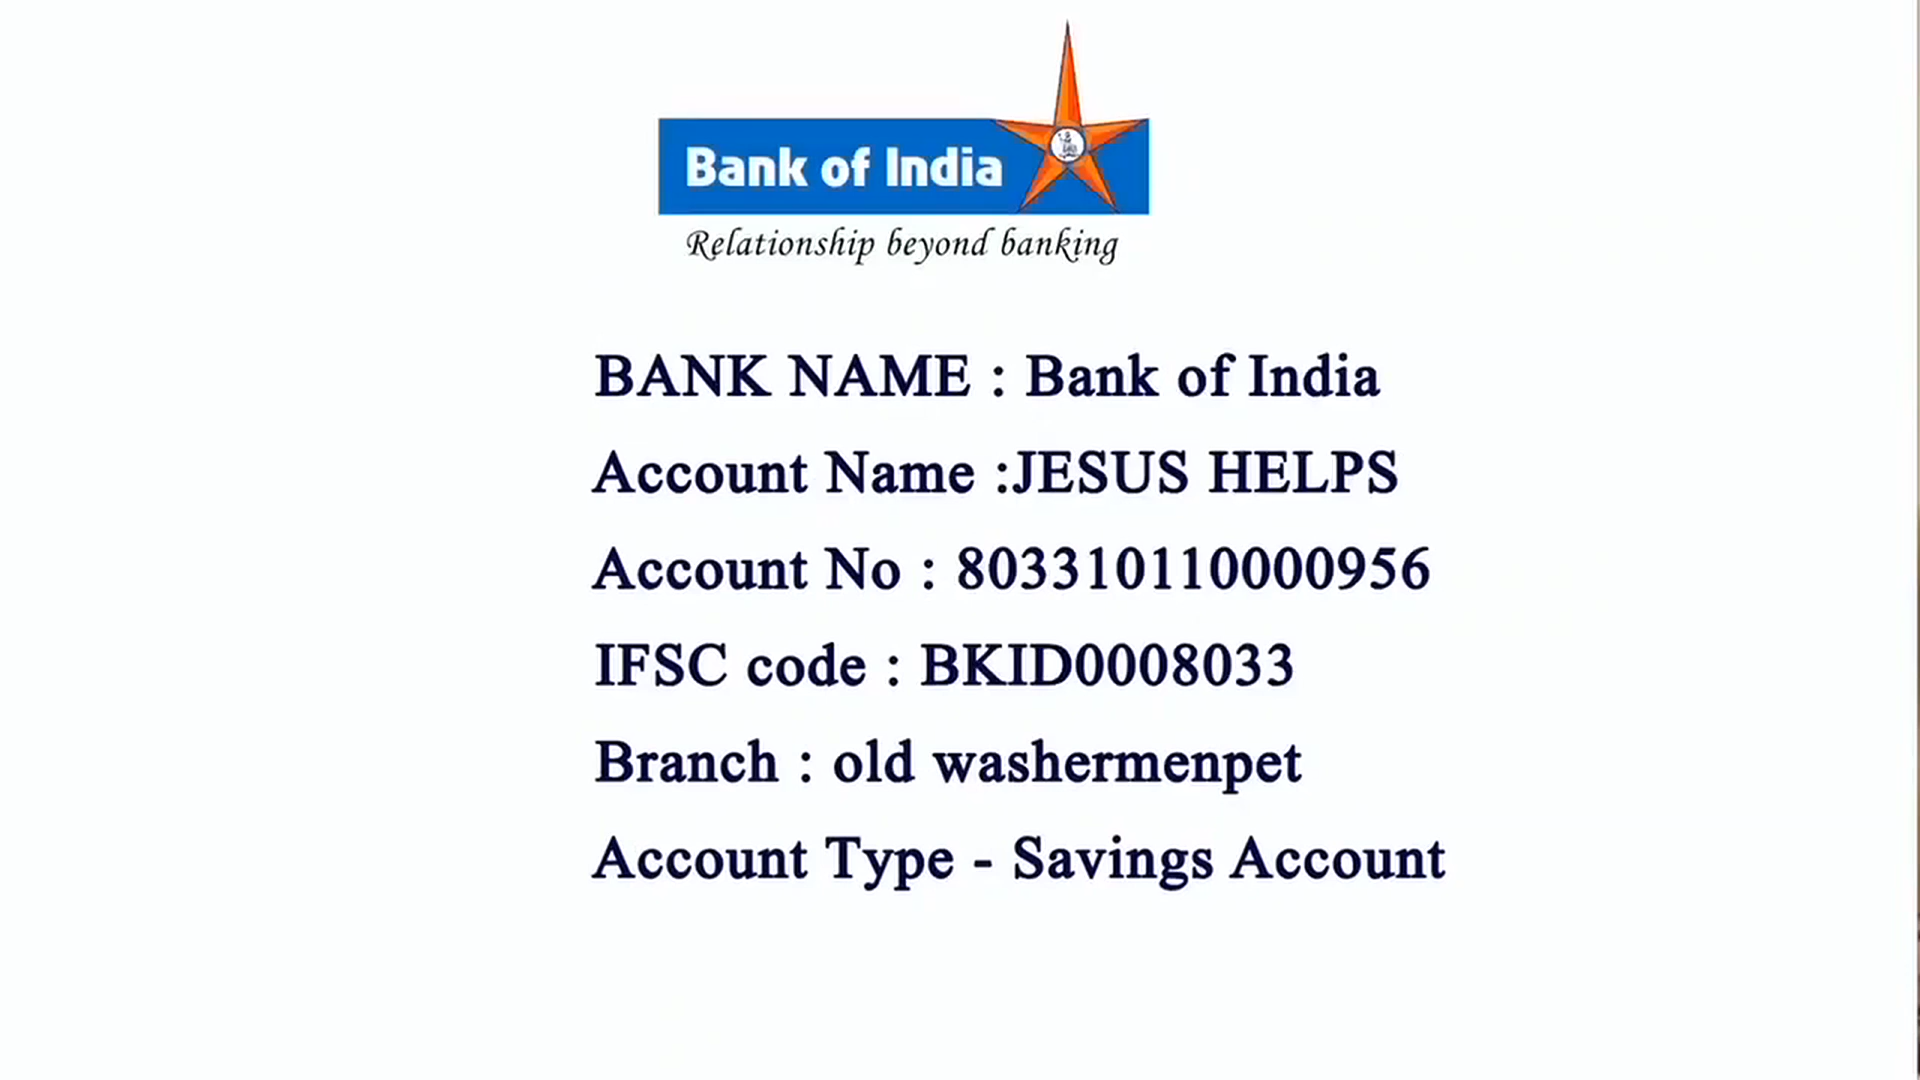 Bank of India
Relationship beyond banking
BANK NAME : Bank of India
Account Name :JESUS HELPS
Account No : 803310110000956
IFSC code : BKID0008033
Branch : old washermenpet
Account Type - Savings Account